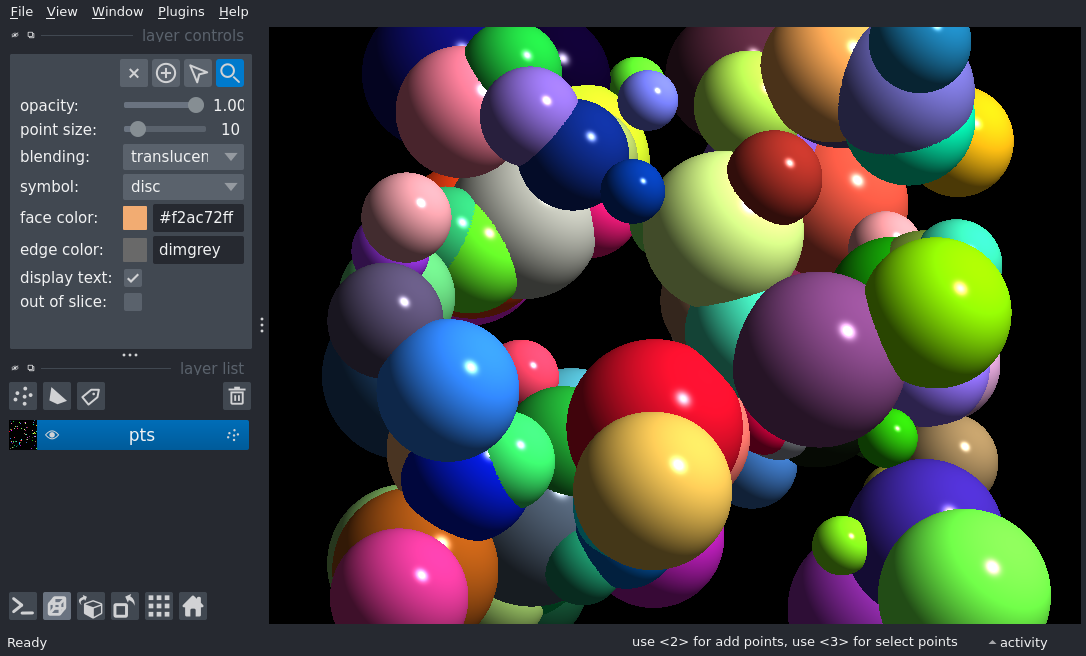 File View Window Plugins Help
layer controls
opacity: 1.00
point size: 10
blending: translucen
symbol: disc
face color: #f2ac72ff
edge color: dimgrey
display text:
out of slice:
layer list
pts
Ready use <2> for add points, use <3> for select points activity